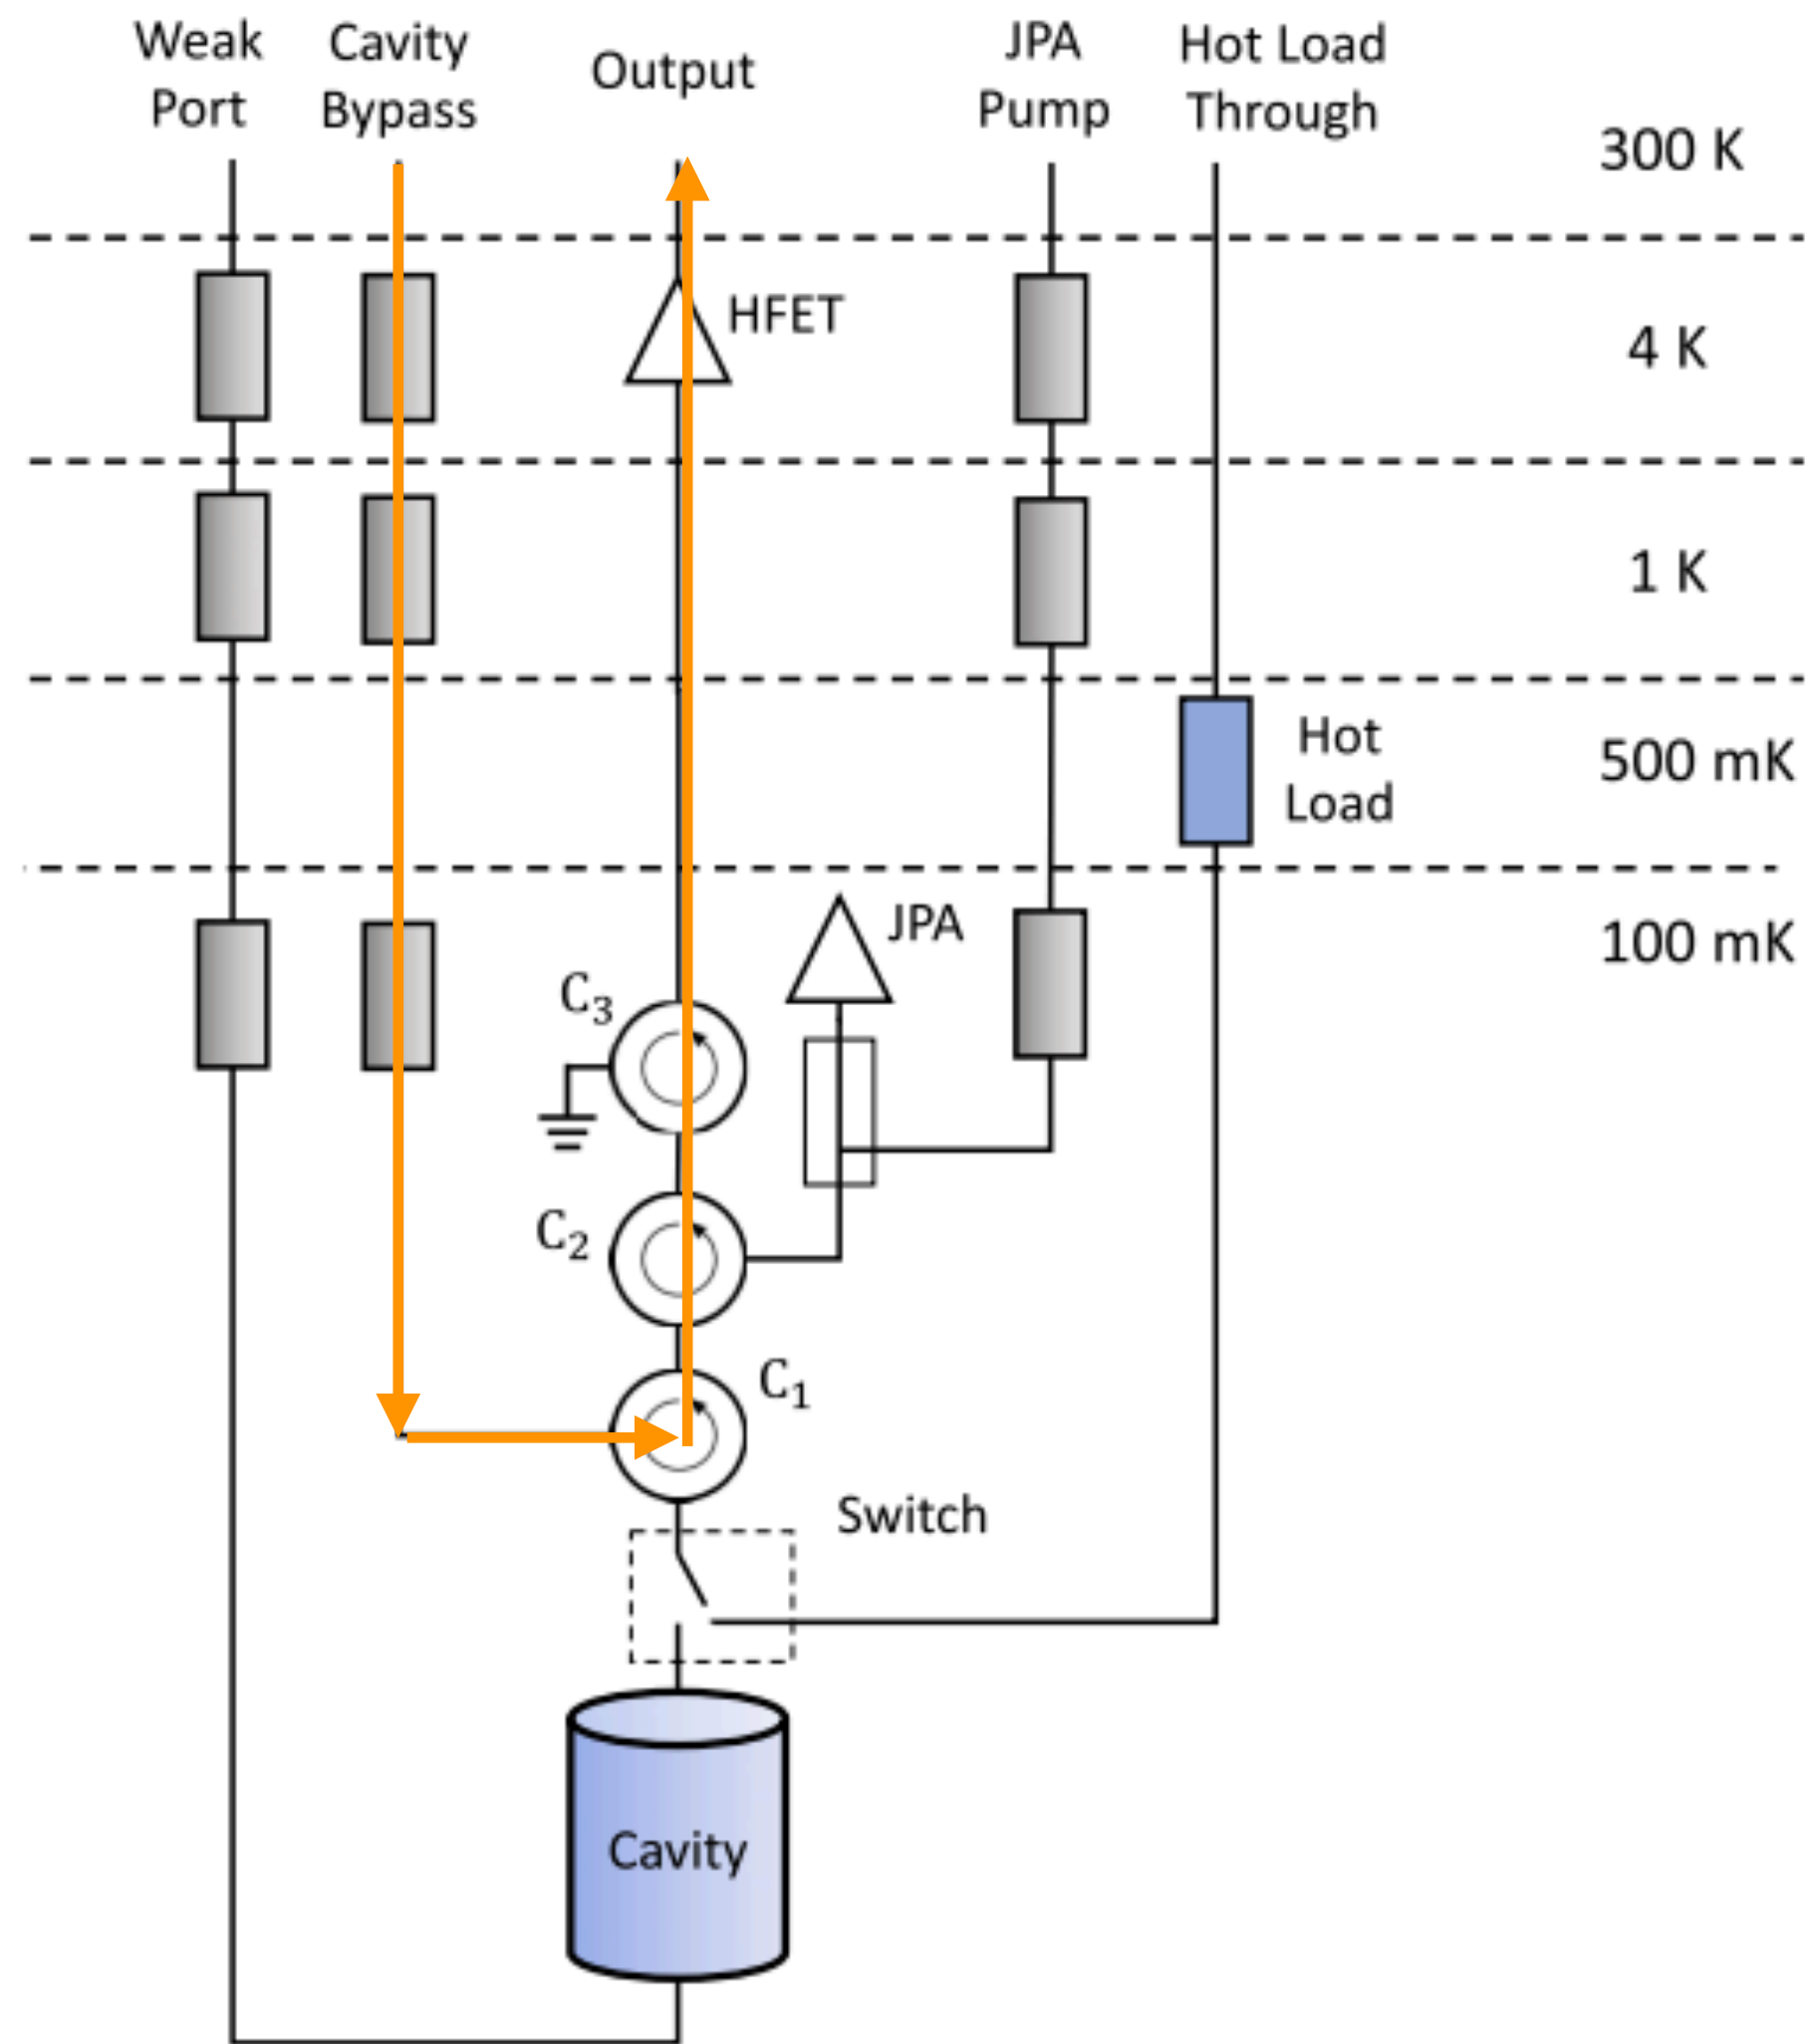 Weak
Port
Cavity
Bypass
Output
JPA
Pump
Hot Load
Through
300 K
HFET
4 K
1 K
Hot
Load
500 mK
JPA
100 mK
C₃
C₂
C₁
Switch
Cavity